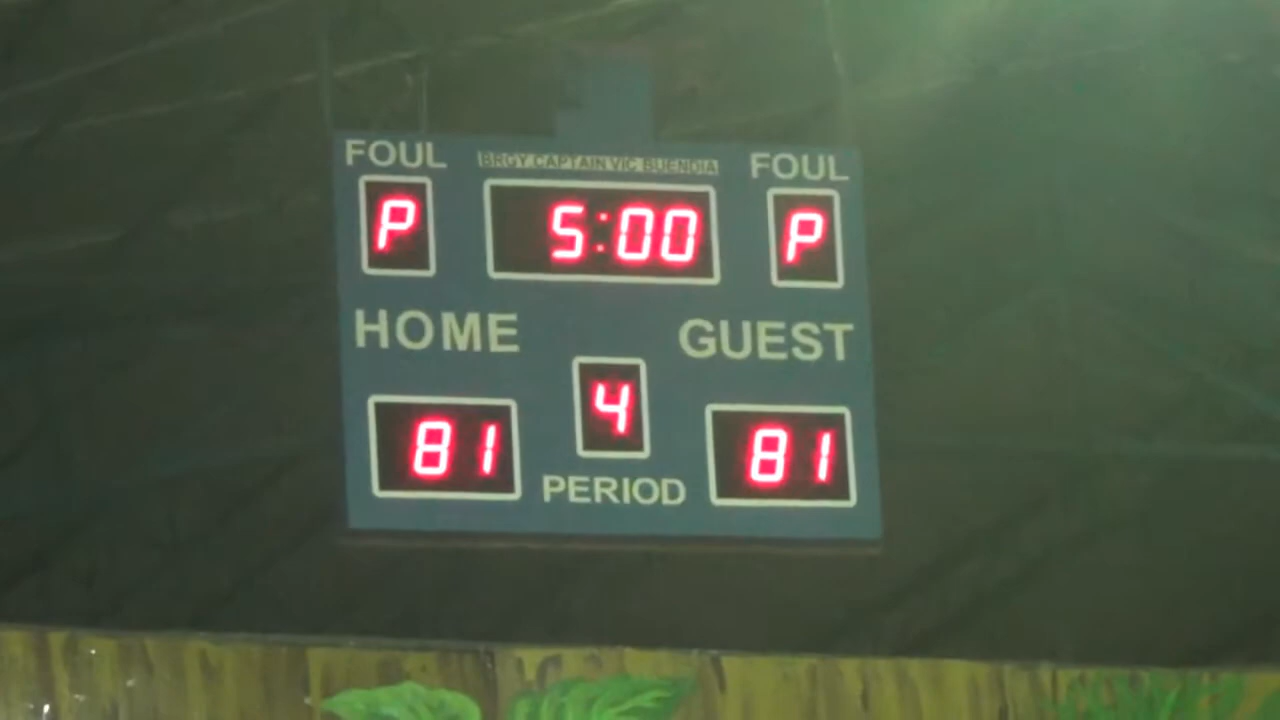 BRGY. CAPTAIN VIC BUENDIA
FOUL FOUL
P 5:00 P
HOME GUEST
4
81 81
PERIOD